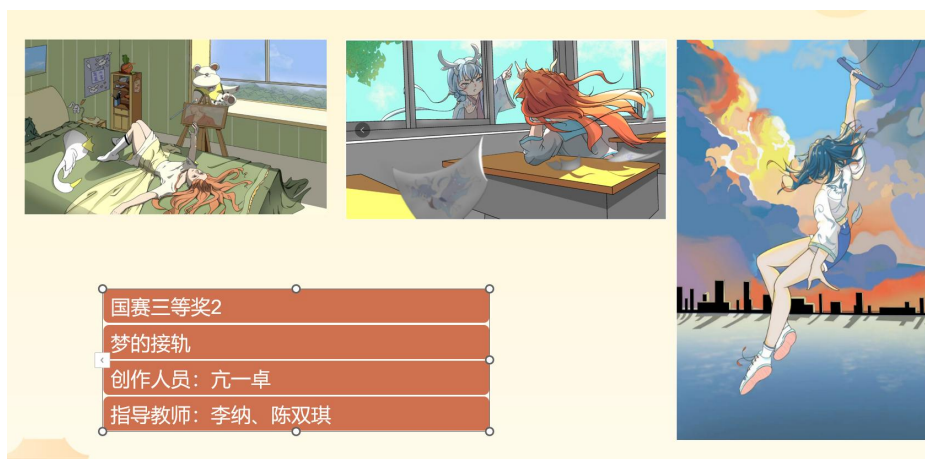 国赛三等奖2
梦的接轨
创作人员：亢一卓
指导教师：李纳、陈双琪